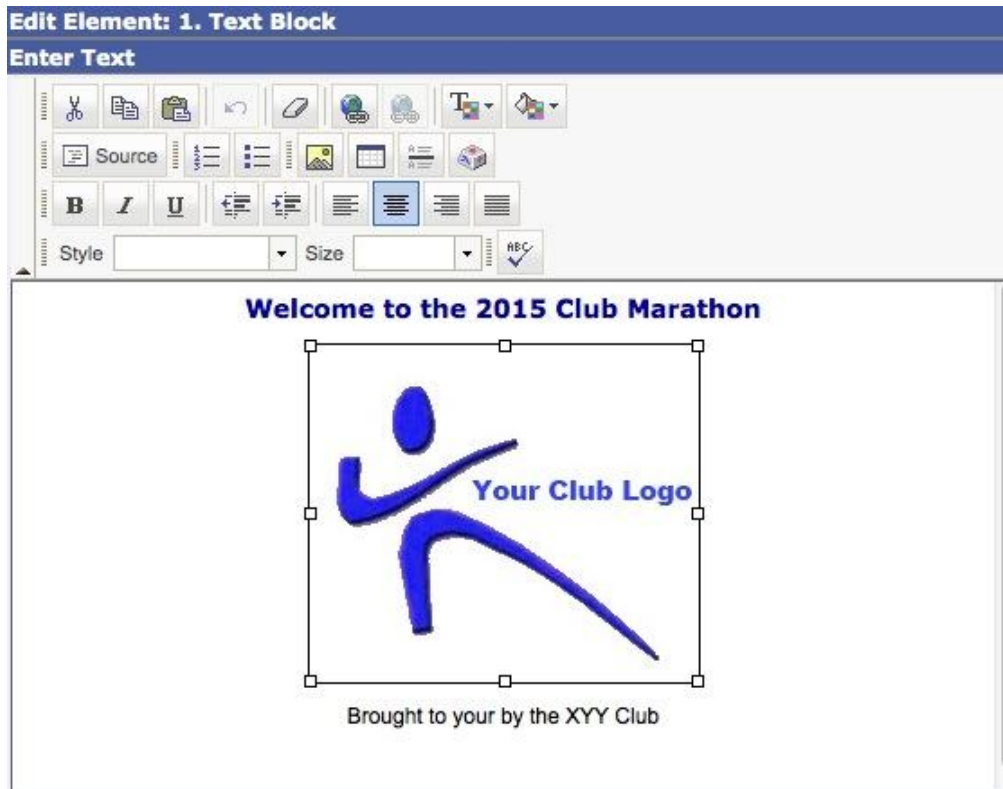 Edit Element: 1. Text Block
Enter Text
Source
B I U
Style Size ABC
Welcome to the 2015 Club Marathon
Your Club Logo
Brought to your by the XYY Club